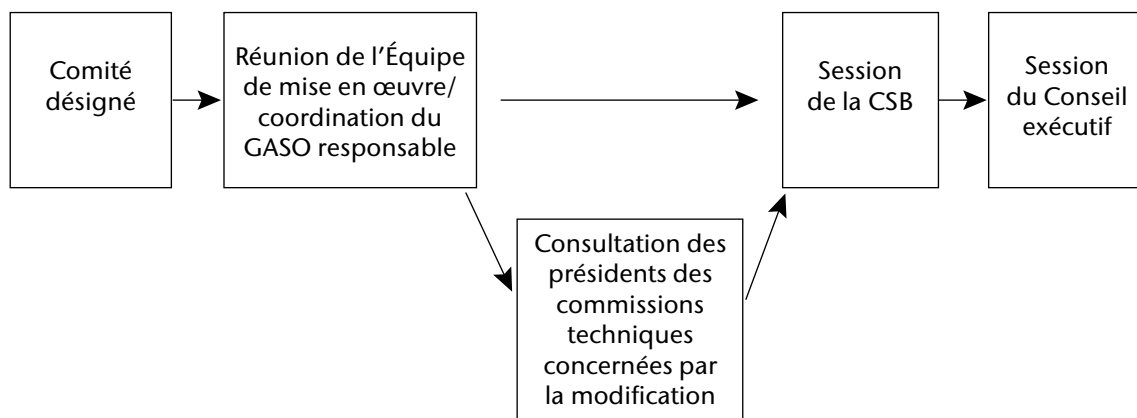 Comité
désigné
Réunion de l’Équipe
de mise en œuvre/
coordination du
GASO responsable
Session
de la CSB
Session
du Conseil
exécutif
Consultation des
présidents des
commissions
techniques
concernées par
la modification